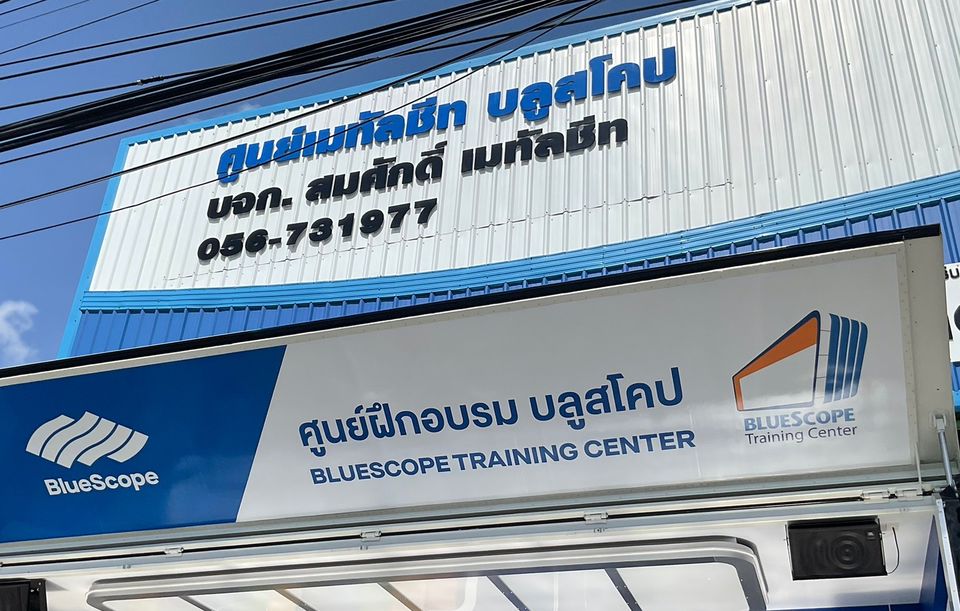 ศูนย์เมทัลชีท บลูสโคป
บจก. สมศักดิ์ เมทัลชีท
056-731977
BlueScope
ศูนย์ฝึกอบรม บลูสโคป
BLUESCOPE TRAINING CENTER
BLUESCOPE
Training Center